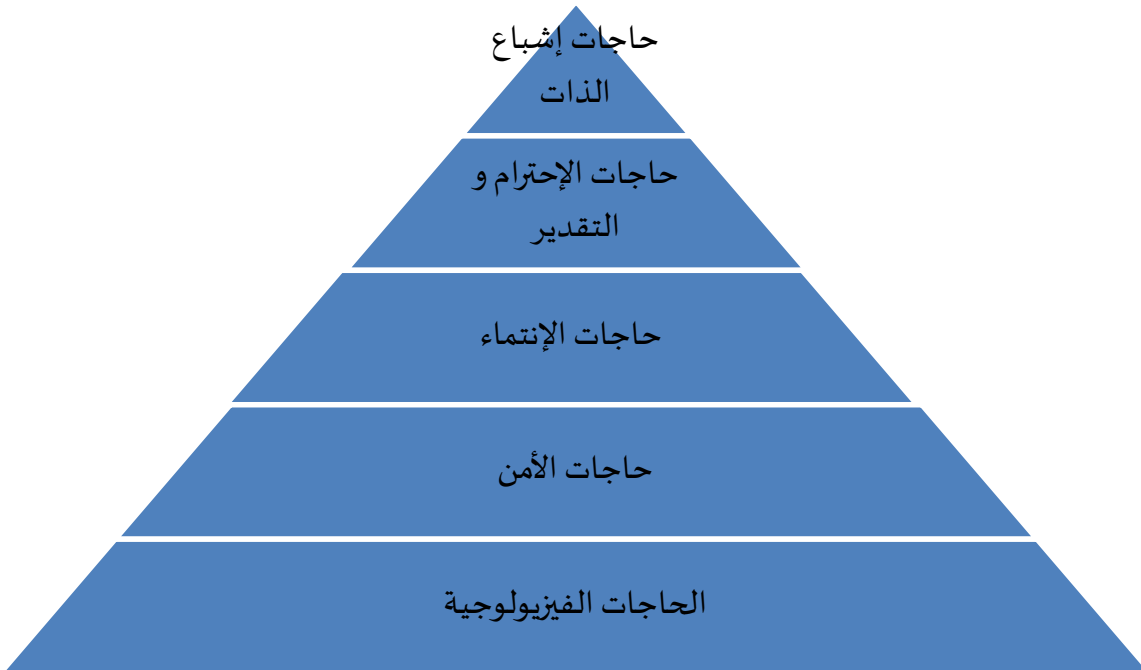 حاجات إشباع
الذات
حاجات الإحترام و
التقدير
حاجات الإنتماء
حاجات الأمن
الحاجات الفيزيولوجية